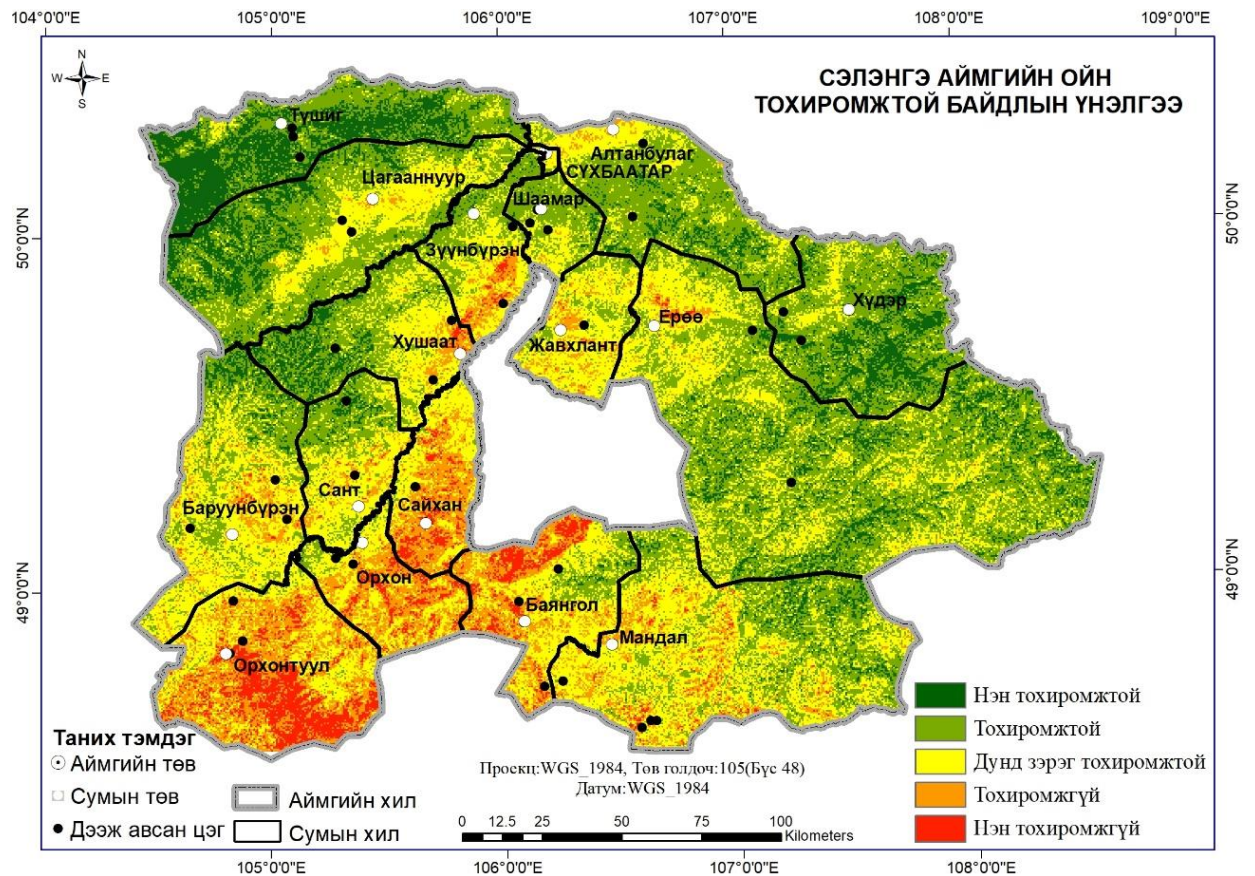 104°0'0"E 105°0'0"E 106°0'0"E 107°0'0"E 108°0'0"E 109°0'0"E
N
W E
S
СЭЛЭНГЭ АЙМГИЙН ОЙН
ТОХИРОМЖТОЙ БАЙДЛЫН ҮНЭЛГЭЭ
Түшиг
Алтанбулаг
СҮХБААТАР
Цагааннуур
Шаамар
50°0'0"N
50°0'0"N
Зүүнбүрэн
Хүдэр
Ерөө
Хушаат
Жавхлант
Сант
Сайхан
Баруунбүрэн
Орхон
49°0'0"N
49°0'0"N
Баянгол
Мандал
Орхонтуул
Таних тэмдэг
Аймгийн төв
Сумын төв
Дээж авсан цэг
Аймгийн хил
Сумын хил
Проекц:WGS_1984, Төв голдоч:105(Бүс 48)
Датум:WGS_1984
0 12.5 25 50 75 100
Kilometers
Нэн тохиромжтой
Тохиромжтой
Дунд зэрэг тохиромжтой
Тохиромжгүй
Нэн тохиромжгүй
105°0'0"E 106°0'0"E 107°0'0"E 108°0'0"E